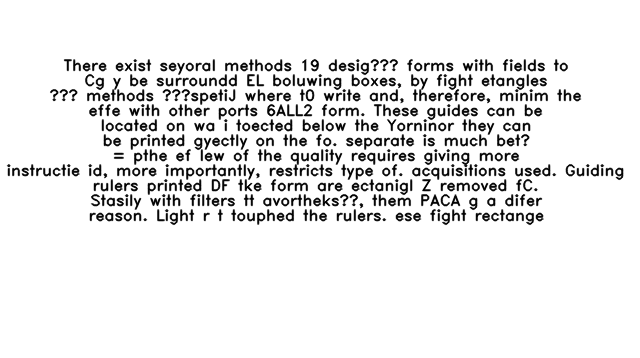 There exist seyoral methods 19 desig??? forms with fields to
Cg y be surroundd EL boluwing boxes, by fight etangles
??? methods ???spetiJ where t0 write and, therefore, minim the
effe with other ports 6ALL2 form. These guides can be
located on wa i toected below the Yorninor they can
be printed gyectly on the fo. separate is much bet?
= pthe ef lew of the quality requires giving more
instructie id, more importantly, restricts type of. acquisitions used. Guiding
rulers printed DF tke form are ectanigl Z removed fC.
Stasily with filters tt avortheks??, them PACA g a difer
reason. Light r t touphed the rulers. ese fight rectange